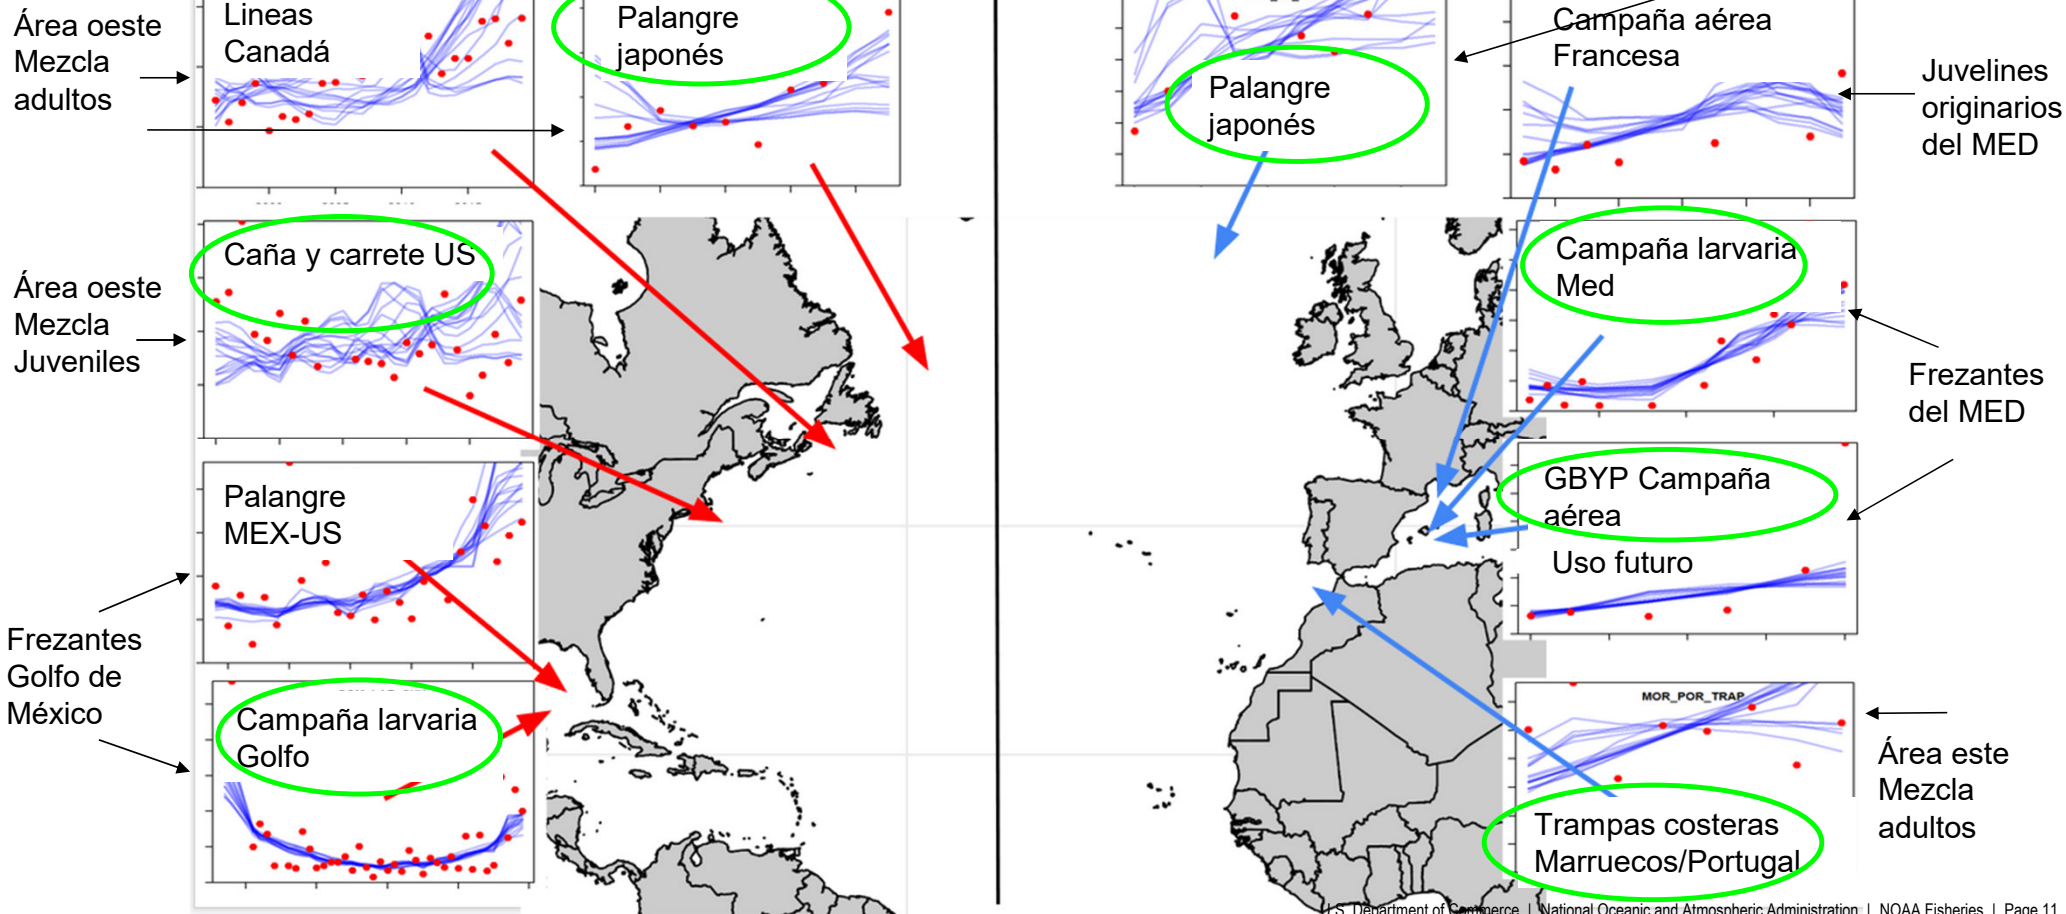 Área oeste
Mezcla
adultos
Lineas
Canadá
Palangre
japonés
Palangre
japonés
Campaña aérea
Francesa
Juvelines
originarios
del MED
Área oeste
Mezcla
Juveniles
Caña y carrete US
Campaña larvaria
Med
Frezantes
del MED
Palangre
MEX-US
GBYP Campaña
aérea
Uso futuro
Frezantes
Golfo de
México
Campaña larvaria
Golfo
MOR_POR_TRAP
Trampas costeras
Marruecos/Portugal
Área este
Mezcla
adultos
U.S. Department of Commerce | National Oceanic and Atmospheric Administration | NOAA Fisheries | Page 11